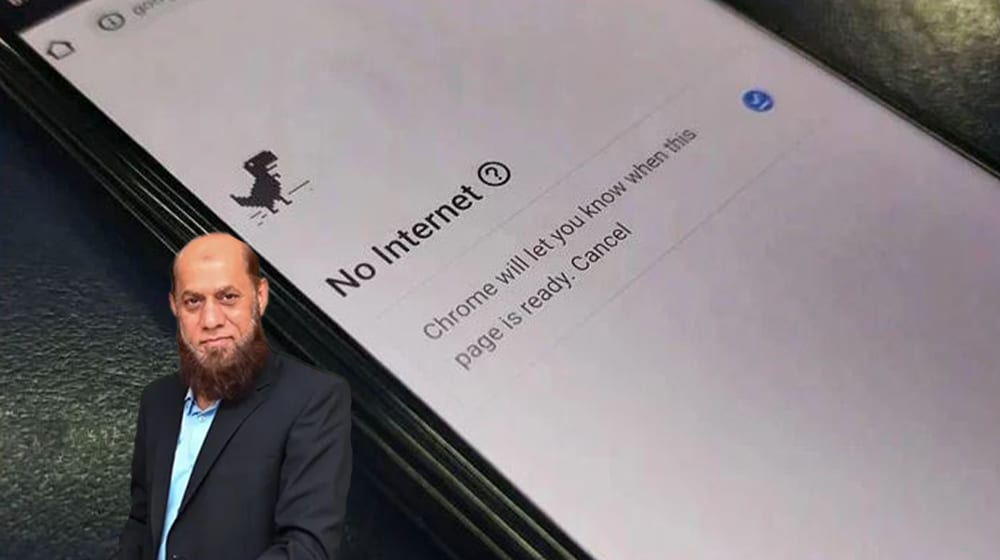 No Internet
Chrome will let you know when this
page is ready. Cancel